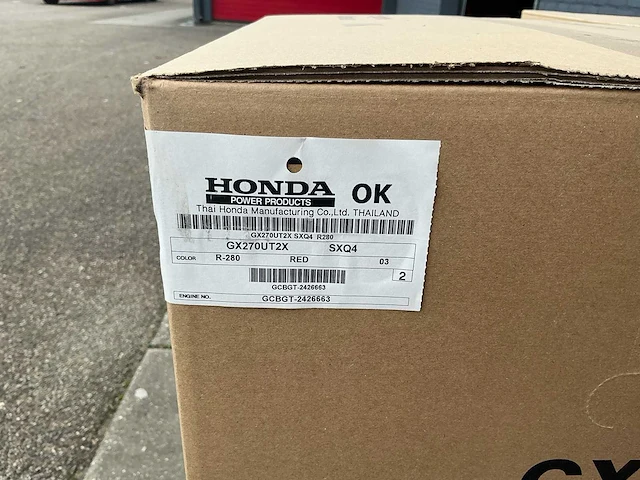 HONDA OK
POWER PRODUCTS
Thai Honda Manufacturing Co.,Ltd. THAILAND
GX270UT2X SXQ4 R280
GX270UT2X SXQ4
COLOR R-280 RED 03
2
GCBGT-2426663
ENGINE NO. GCBGT-2426663
GX